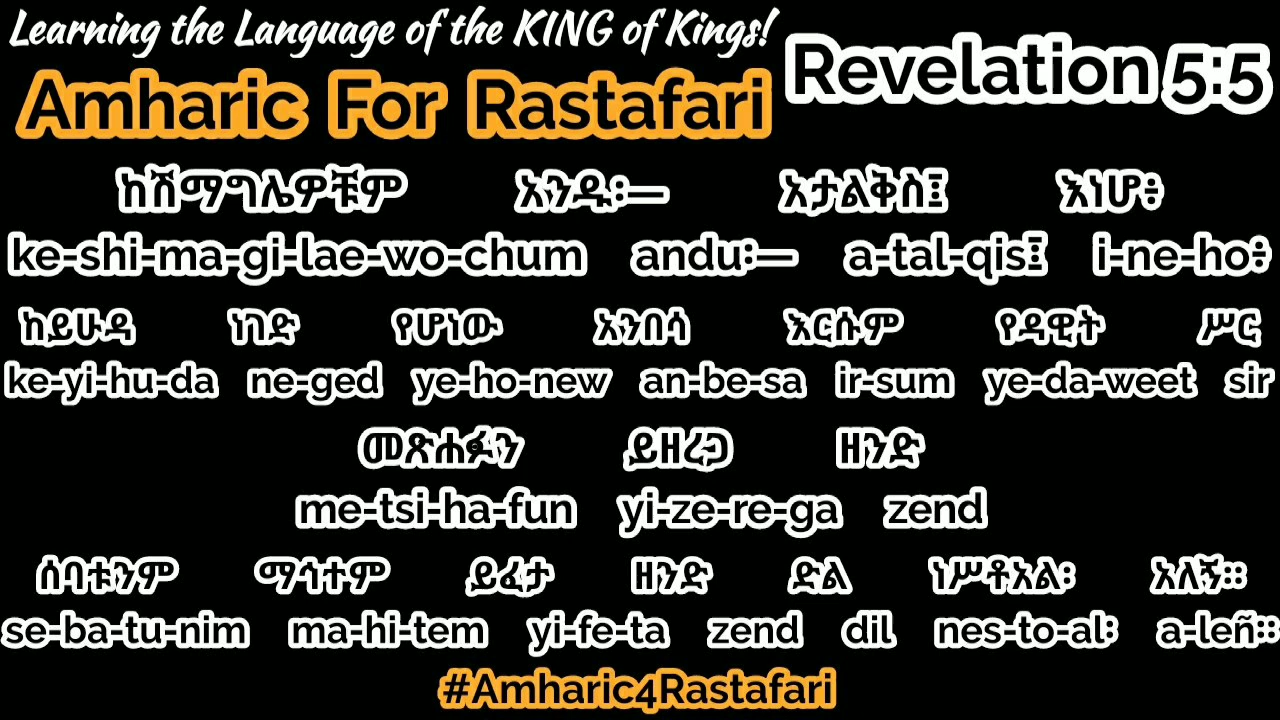 Learning the Language of the KING of Kings!
Amharic For Rastafari
Revelation 5:5
ከሽማግሌዎቹም አንዱ፡— አታልቅስ፤ እነሆ፥
ke-shi-ma-gi-lae-wo-chum andu፡— a-tal-qis፤ i-ne-ho፥
ከይሁዳ ነገድ የሆነው አንበሳ እርሱም የዳዊት ሥር
ke-yi-hu-da ne-ged ye-ho-new an-be-sa ir-sum ye-da-weet sir
መጽሐፉን ይዘረጋ ዘንድ
me-tsi-ha-fun yi-ze-re-ga zend
ሰባቱንም ማኅተም ይፈታ ዘንድ ድል ነሥቶአል፡ አለኝ።
se-ba-tu-nim ma-hi-tem yi-fe-ta zend dil nes-to-al፡ a-leñ።
#Amharic4Rastafari